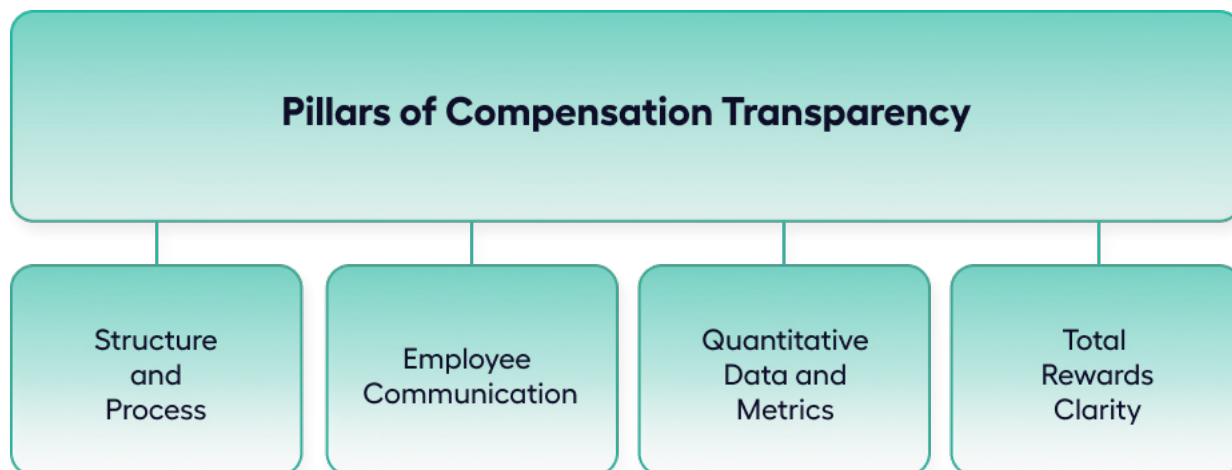 Pillars of Compensation Transparency
Structure
and
Process
Employee
Communication
Quantitative
Data and
Metrics
Total
Rewards
Clarity